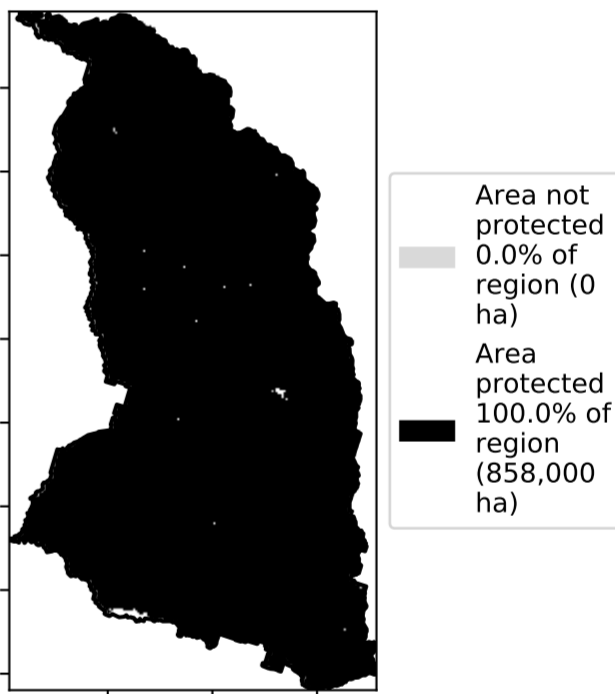 Area not
protected
0.0% of
region (0
ha)
Area
protected
100.0% of
region
(858,000
ha)